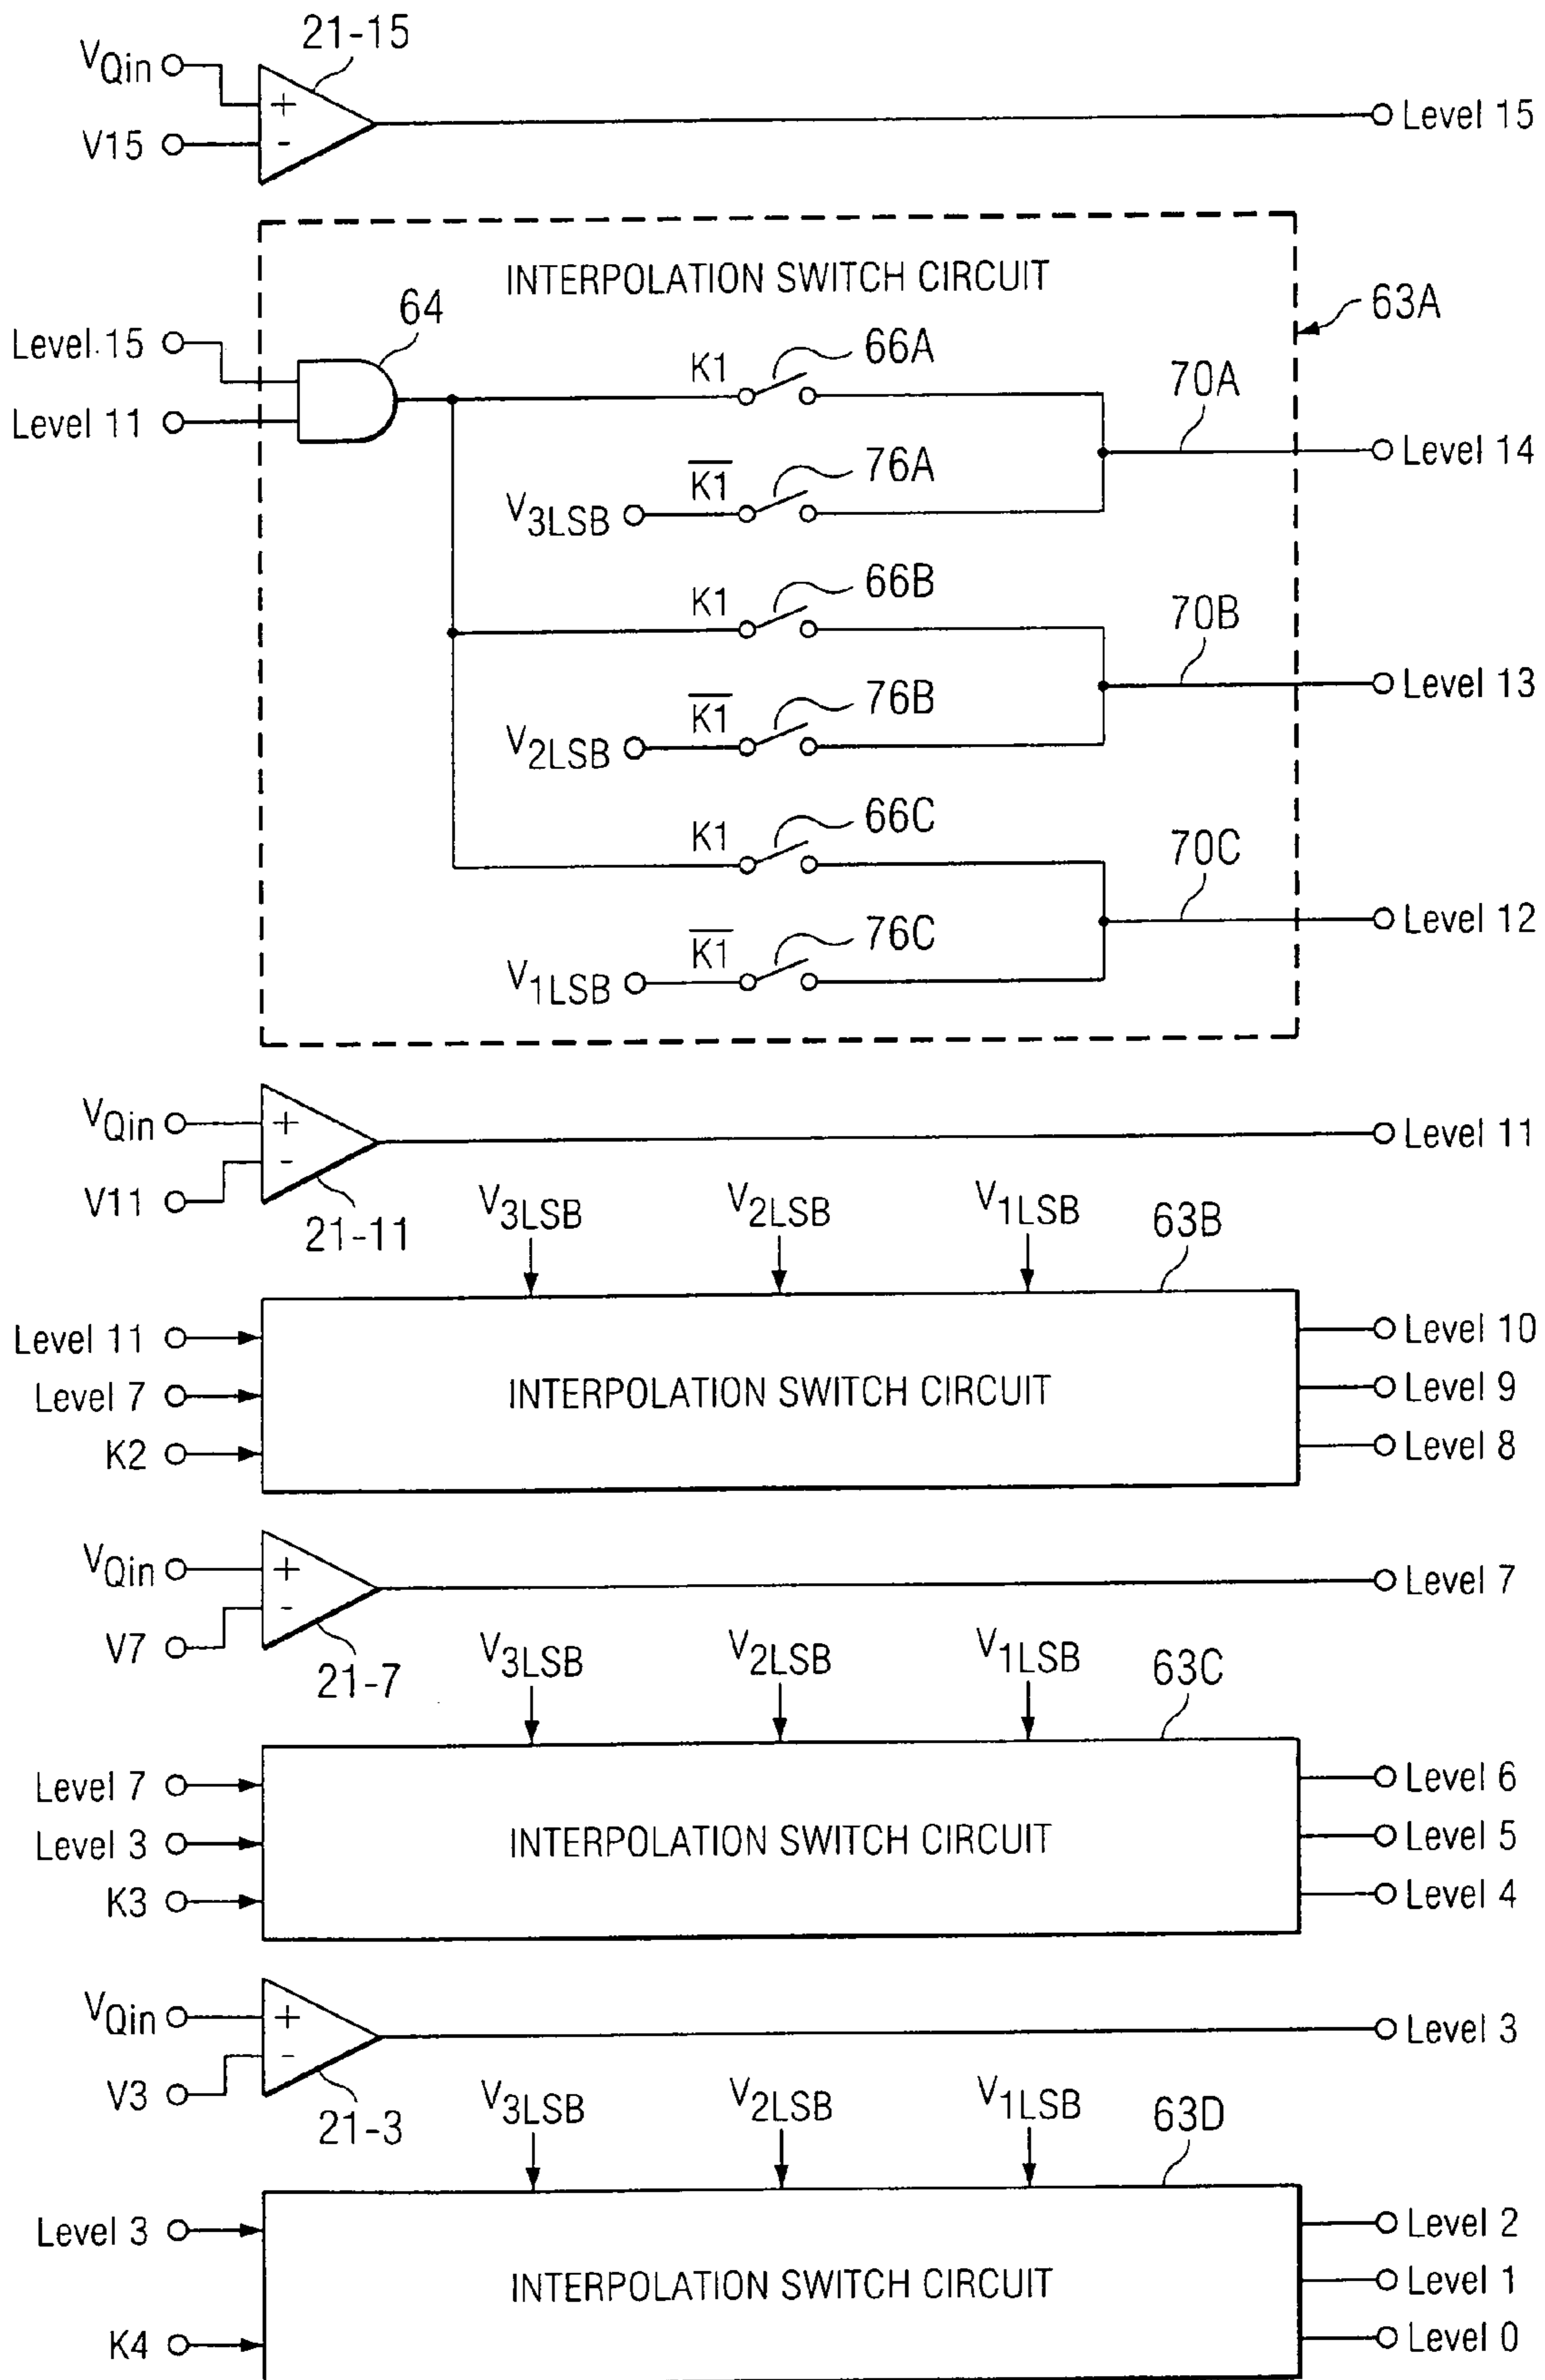 21-15
VQin
V15
+
-
Level 15
INTERPOLATION SWITCH CIRCUIT
63A
64
Level 15
Level 11
K1
66A
70A
Level 14
K1
76A
V3LSB
K1
66B
70B
Level 13
K1
76B
V2LSB
K1
66C
70C
Level 12
K1
76C
V1LSB
VQin
V11
+
-
21-11
Level 11
V3LSB
V2LSB
V1LSB
63B
Level 11
Level 7
K2
INTERPOLATION SWITCH CIRCUIT
Level 10
Level 9
Level 8
VQin
V7
+
-
21-7
Level 7
V3LSB
V2LSB
V1LSB
63C
Level 7
Level 3
K3
INTERPOLATION SWITCH CIRCUIT
Level 6
Level 5
Level 4
VQin
V3
+
-
21-3
Level 3
V3LSB
V2LSB
V1LSB
63D
Level 3
K4
INTERPOLATION SWITCH CIRCUIT
Level 2
Level 1
Level 0